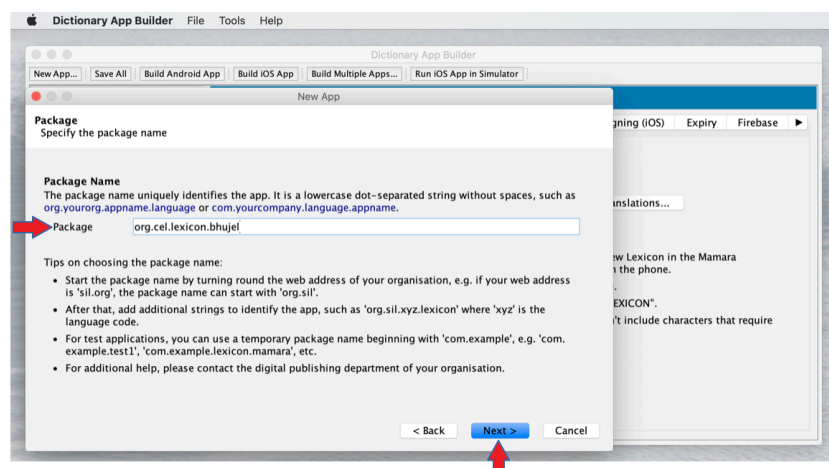 Dictionary App Builder File Tools Help
Dictionary App Builder
New App... Save All Build Android App Build iOS App Build Multiple Apps... Run iOS App in Simulator
New App
Package
Specify the package name
gning (iOS) Expiry Firebase
Package Name
The package name uniquely identifies the app. It is a lowercase dot-separated string without spaces, such as
org.yourorg.appname.language or com.yourcompany.language.appname.
anslations...
Package org.cel.lexicon.bhujel
Tips on choosing the package name:
ew Lexicon in the Mamara
n the phone.
• Start the package name by turning round the web address of your organisation, e.g. if your web address
is 'sil.org', the package name can start with 'org.sil'.
• After that, add additional strings to identify the app, such as 'org.sil.xyz.lexicon' where 'xyz' is the
language code.
EXICON".
't include characters that require
• For test applications, you can use a temporary package name beginning with 'com.example', e.g. 'com.
example.test1', 'com.example.lexicon.mamara', etc.
• For additional help, please contact the digital publishing department of your organisation.
< Back Next > Cancel